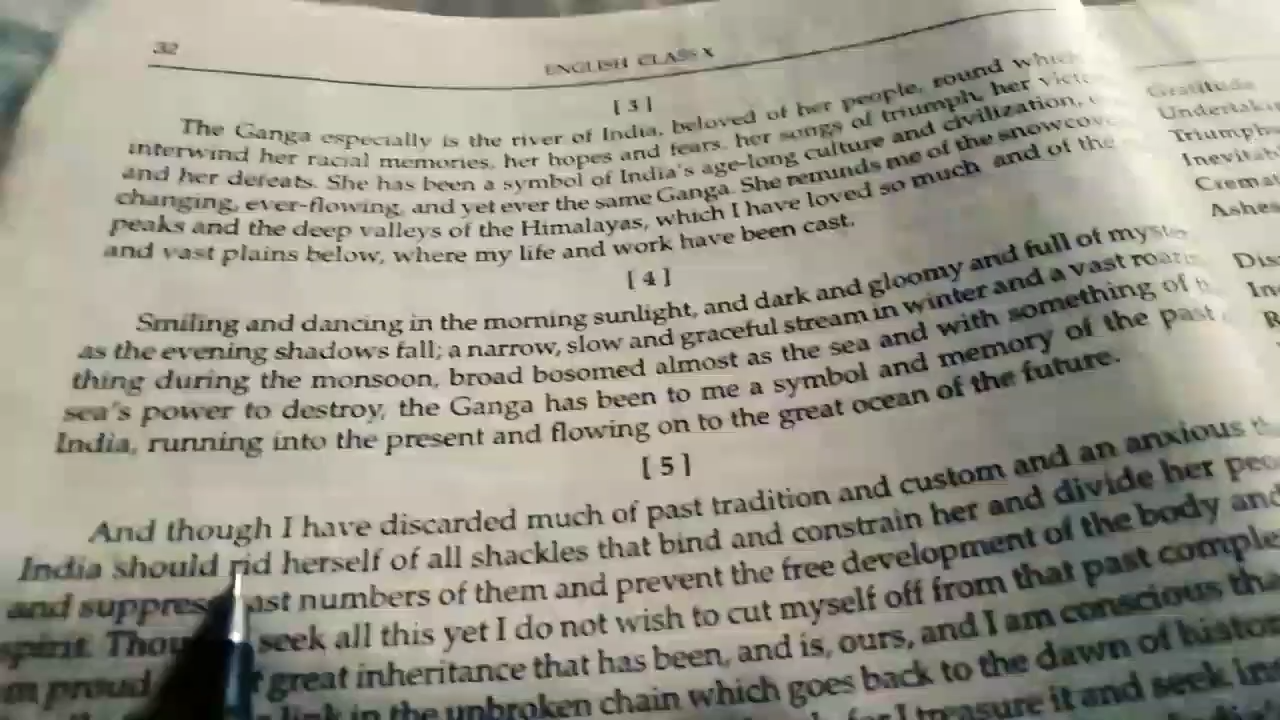 32
ENGLISH CLASS X
[ 3 ]
The Ganga especially is the river of India, beloved of her people, round which
interwind her racial memories, her hopes and fears, her songs of triumph, her
and her defeats. She has been a symbol of India's age-long culture and civilization,
changing, ever-flowing, and yet ever the same Ganga. She reminds me of the
peaks and the deep valleys of the Himalayas, which I have loved so much and of the
and vast plains below, where my life and work have been cast.
[ 4 ]
Smiling and dancing in the morning sunlight, and dark and gloomy and full of
as the evening shadows fall; a narrow, slow and graceful stream in winter and a vast
thing during the monsoon, broad bosomed almost as the sea and with something of
sea's power to destroy, the Ganga has been to me a symbol and memory of the past
India, running into the present and flowing on to the great ocean of the future.
[ 5 ]
And though I have discarded much of past tradition and custom and an anxious
India should rid herself of all shackles that bind and constrain her and divide her
and numbers of them and prevent the free development of the body and
spirit. seek all this yet I do not wish to cut myself off from that past
proud great inheritance that has been, and is, ours, and I am conscious
link in the unbroken chain which goes back to the dawn of
I treasure it and seek
Gratitude
Ashes